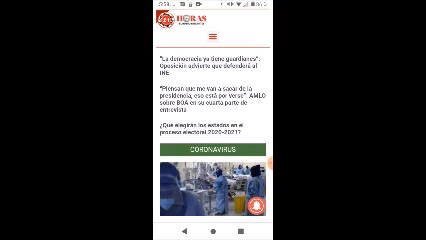 5:58
HORAS
"La democracia ya tiene guardianes":
Oposición advierte que defenderá al
INE
"Piensan que me van a sacar de la
presidencia, eso está por verse": AMLO
sobre BOA en su cuarta parte de
entrevista
¿Qué elegirán los estados en el
proceso electoral 2020-2021?
CORONAVIRUS